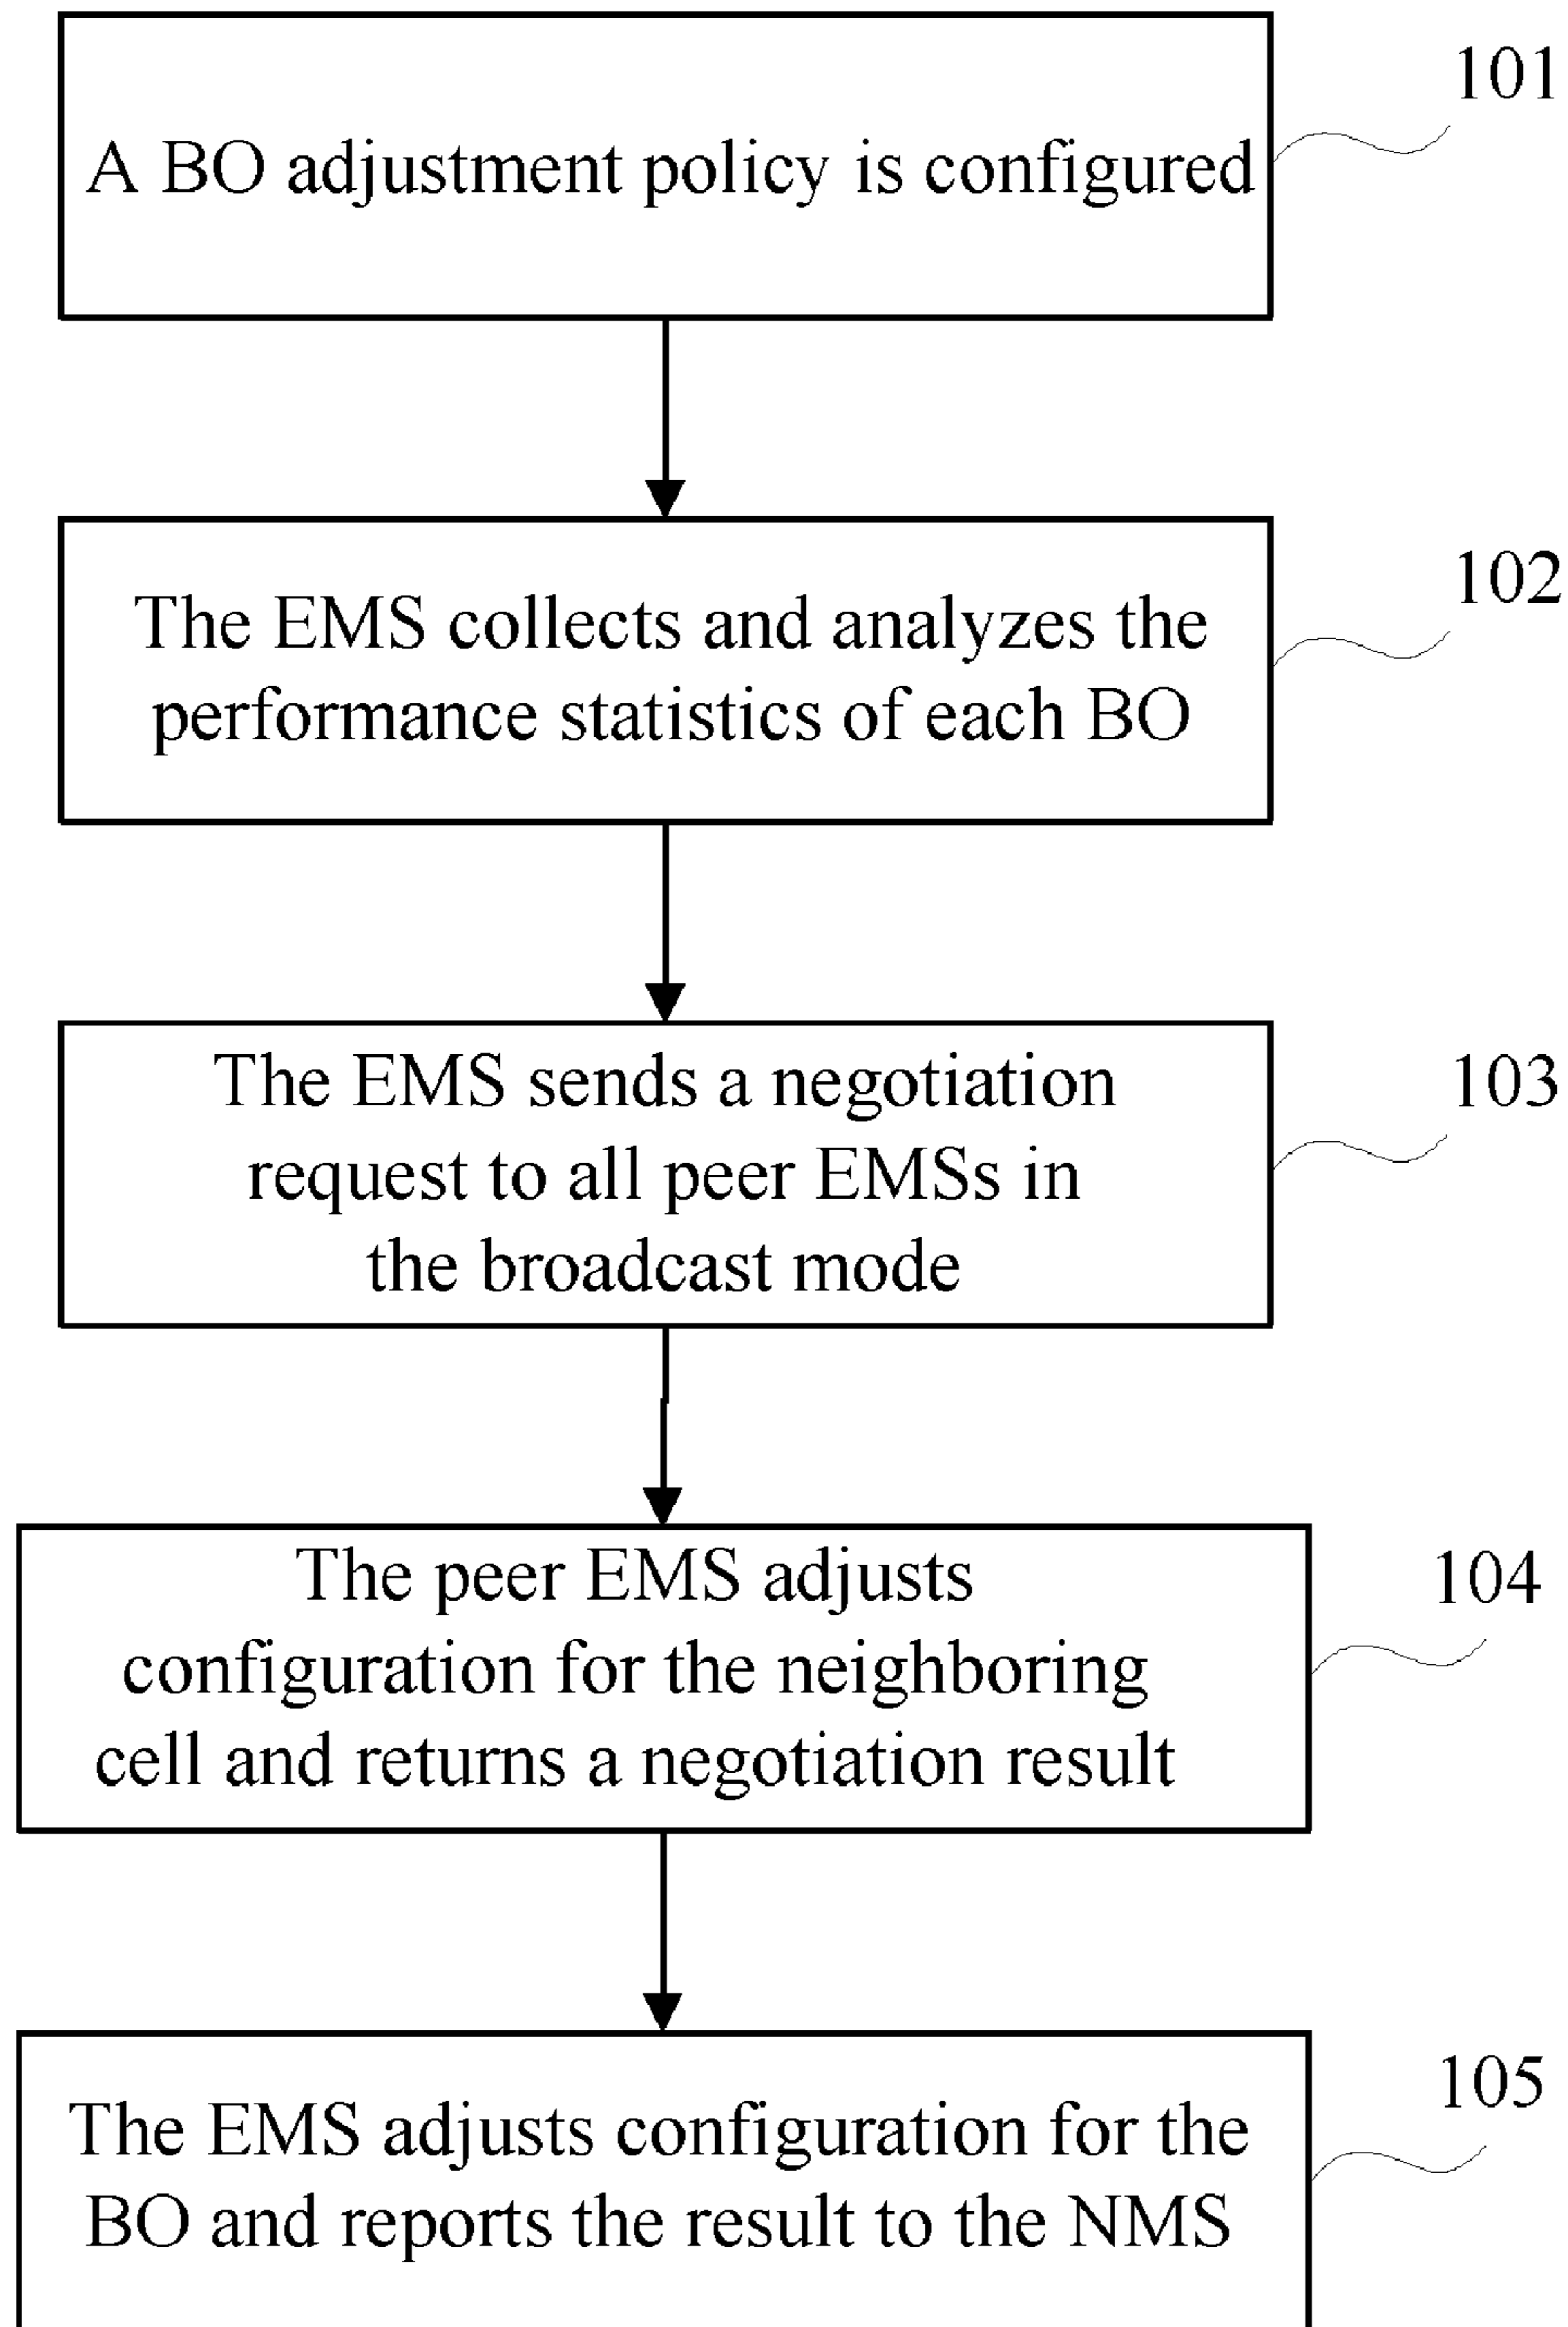 101
A BO adjustment policy is configured
102
The EMS collects and analyzes the
performance statistics of each BO
103
The EMS sends a negotiation
request to all peer EMSs in
the broadcast mode
104
The peer EMS adjusts
configuration for the neighboring
cell and returns a negotiation result
105
The EMS adjusts configuration for the
BO and reports the result to the NMS